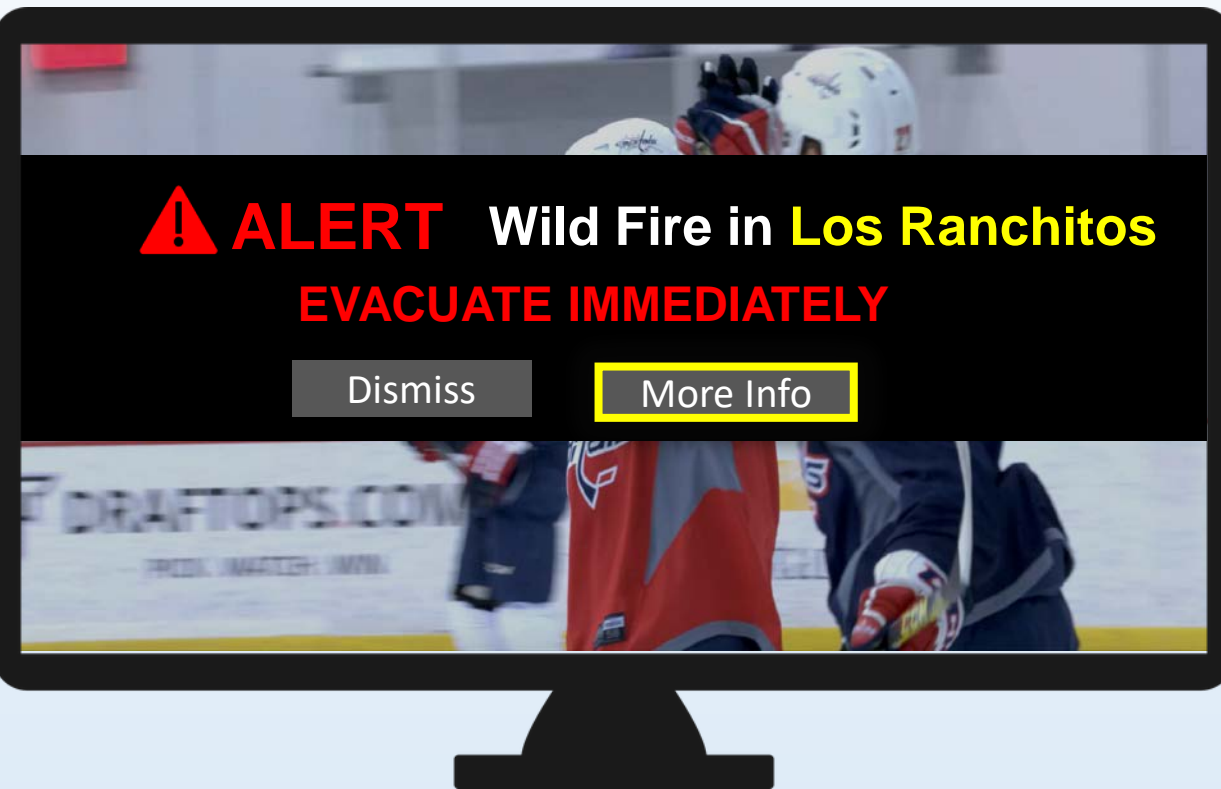 ALERT Wild Fire in Los Ranchitos
EVACUATE IMMEDIATELY
Dismiss More Info
DRAFTOPS.COM